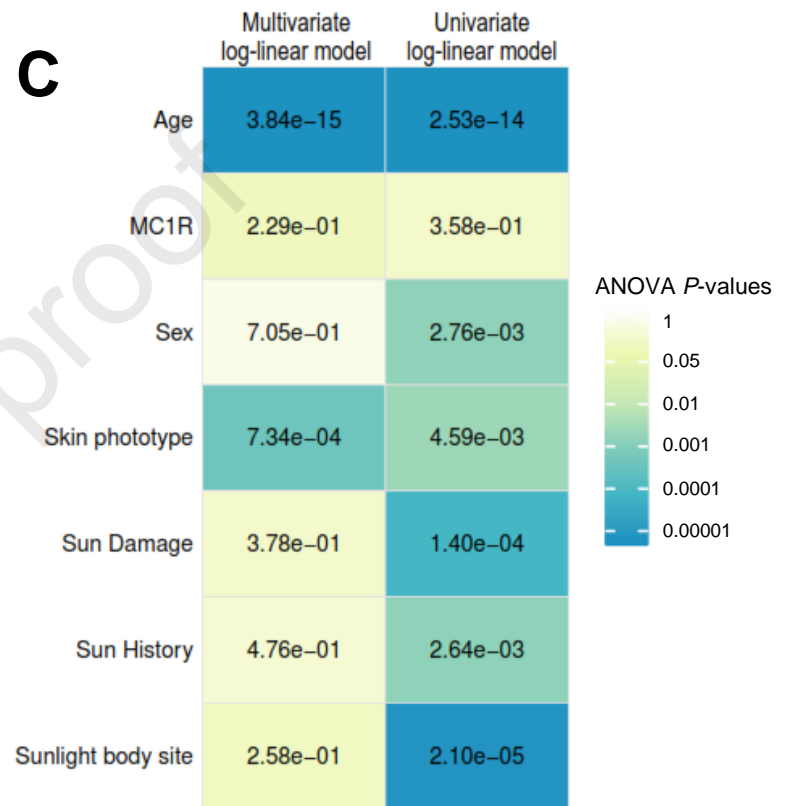 C
Multivariate
log-linear model
Univariate
log-linear model
Age 3.84e−15 2.53e−14
MC1R 2.29e−01 3.58e−01
Sex 7.05e−01 2.76e−03
Skin phototype 7.34e−04 4.59e−03
Sun Damage 3.78e−01 1.40e−04
Sun History 4.76e−01 2.64e−03
Sunlight body site 2.58e−01 2.10e−05
ANOVA P-values
1
0.05
0.01
0.001
0.0001
0.00001
proof